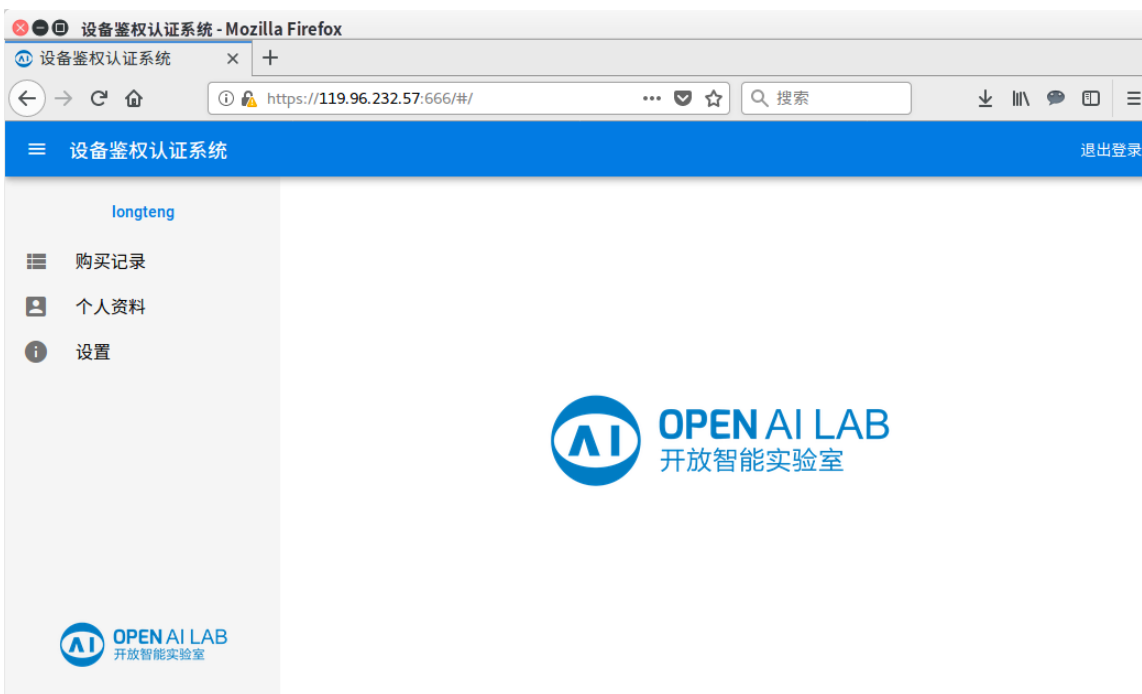 设备鉴权认证系统 - Mozilla Firefox
设备鉴权认证系统
https://119.96.232.57:666/#/
搜索
设备鉴权认证系统
退出登录
longteng
购买记录
个人资料
设置
AI
OPEN AI LAB
开放智能实验室
AI
OPEN AI LAB
开放智能实验室